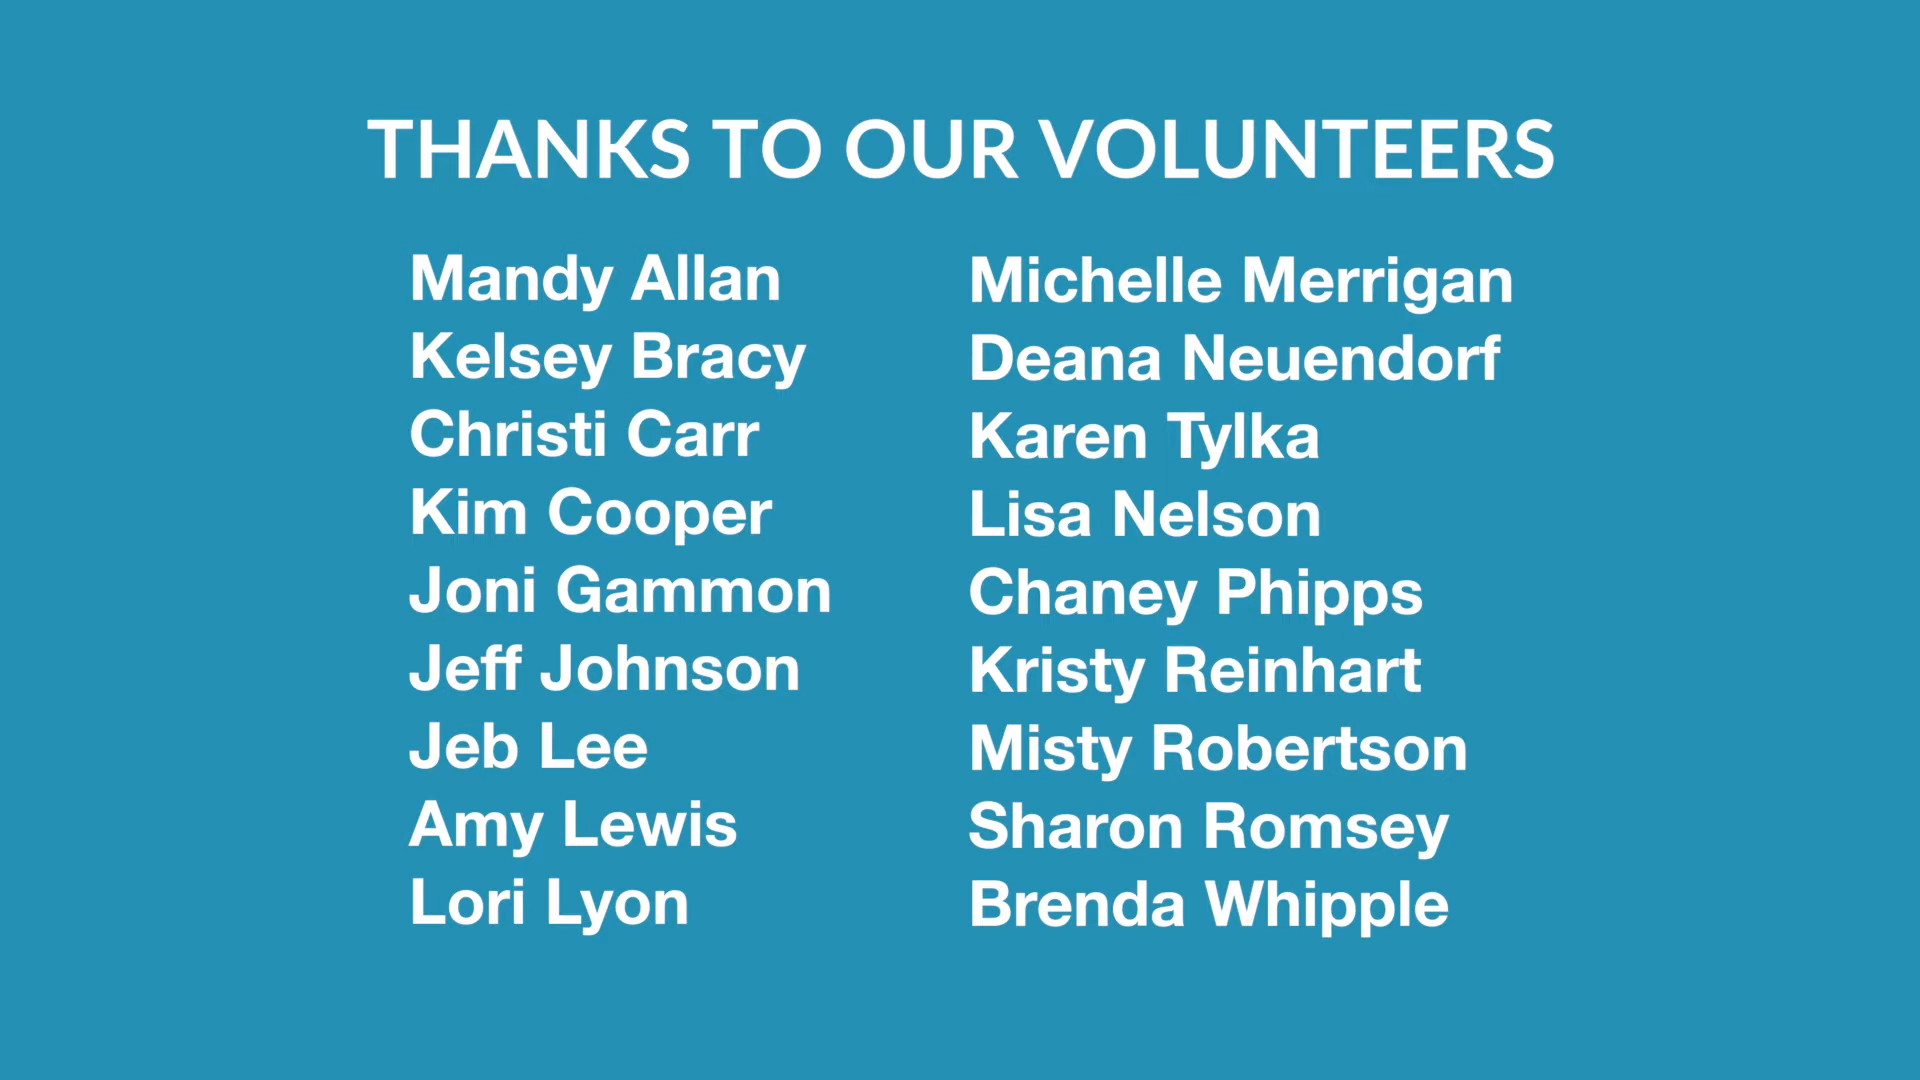 THANKS TO OUR VOLUNTEERS
Mandy Allan
Kelsey Bracy
Christi Carr
Kim Cooper
Joni Gammon
Jeff Johnson
Jeb Lee
Amy Lewis
Lori Lyon
Michelle Merrigan
Deana Neuendorf
Karen Tylka
Lisa Nelson
Chaney Phipps
Kristy Reinhart
Misty Robertson
Sharon Romsey
Brenda Whipple